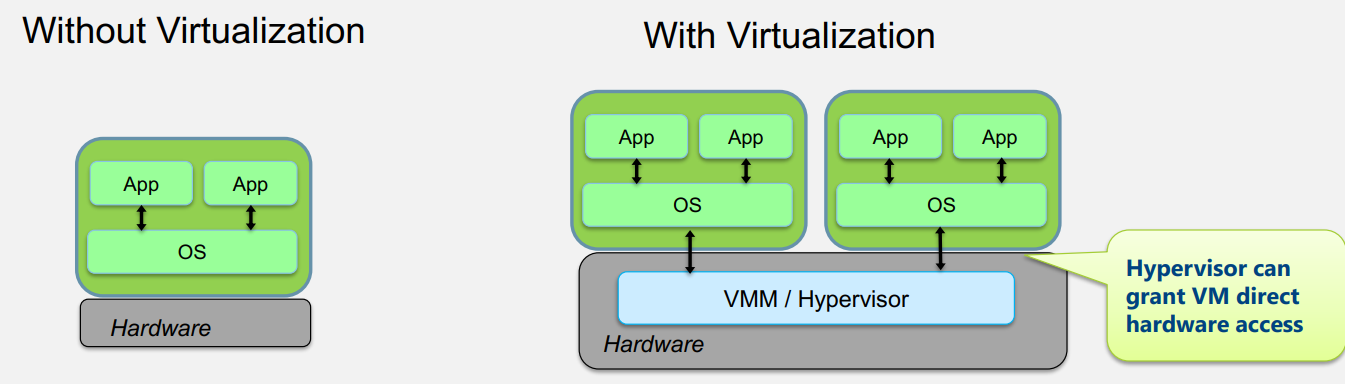 Without Virtualization
With Virtualization
App App
OS
Hardware
App App
OS
App App
OS
VMM / Hypervisor
Hardware
Hypervisor can
grant VM direct
hardware access